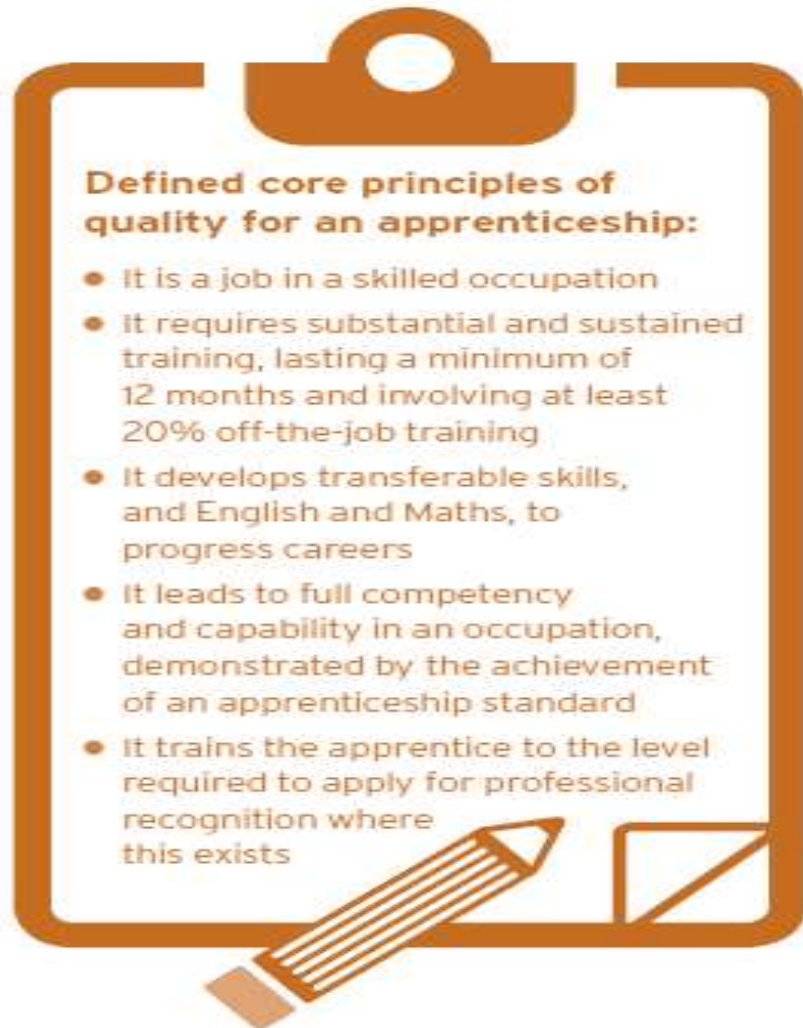 Defined core principles of
quality for an apprenticeship:
• It is a job in a skilled occupation
• It requires substantial and sustained
training, lasting a minimum of
12 months and involving at least
20% off-the-job training
• It develops transferable skills,
and English and Maths, to
progress careers
• It leads to full competency
and capability in an occupation,
demonstrated by the achievement
of an apprenticeship standard
• It trains the apprentice to the level
required to apply for professional
recognition where
this exists